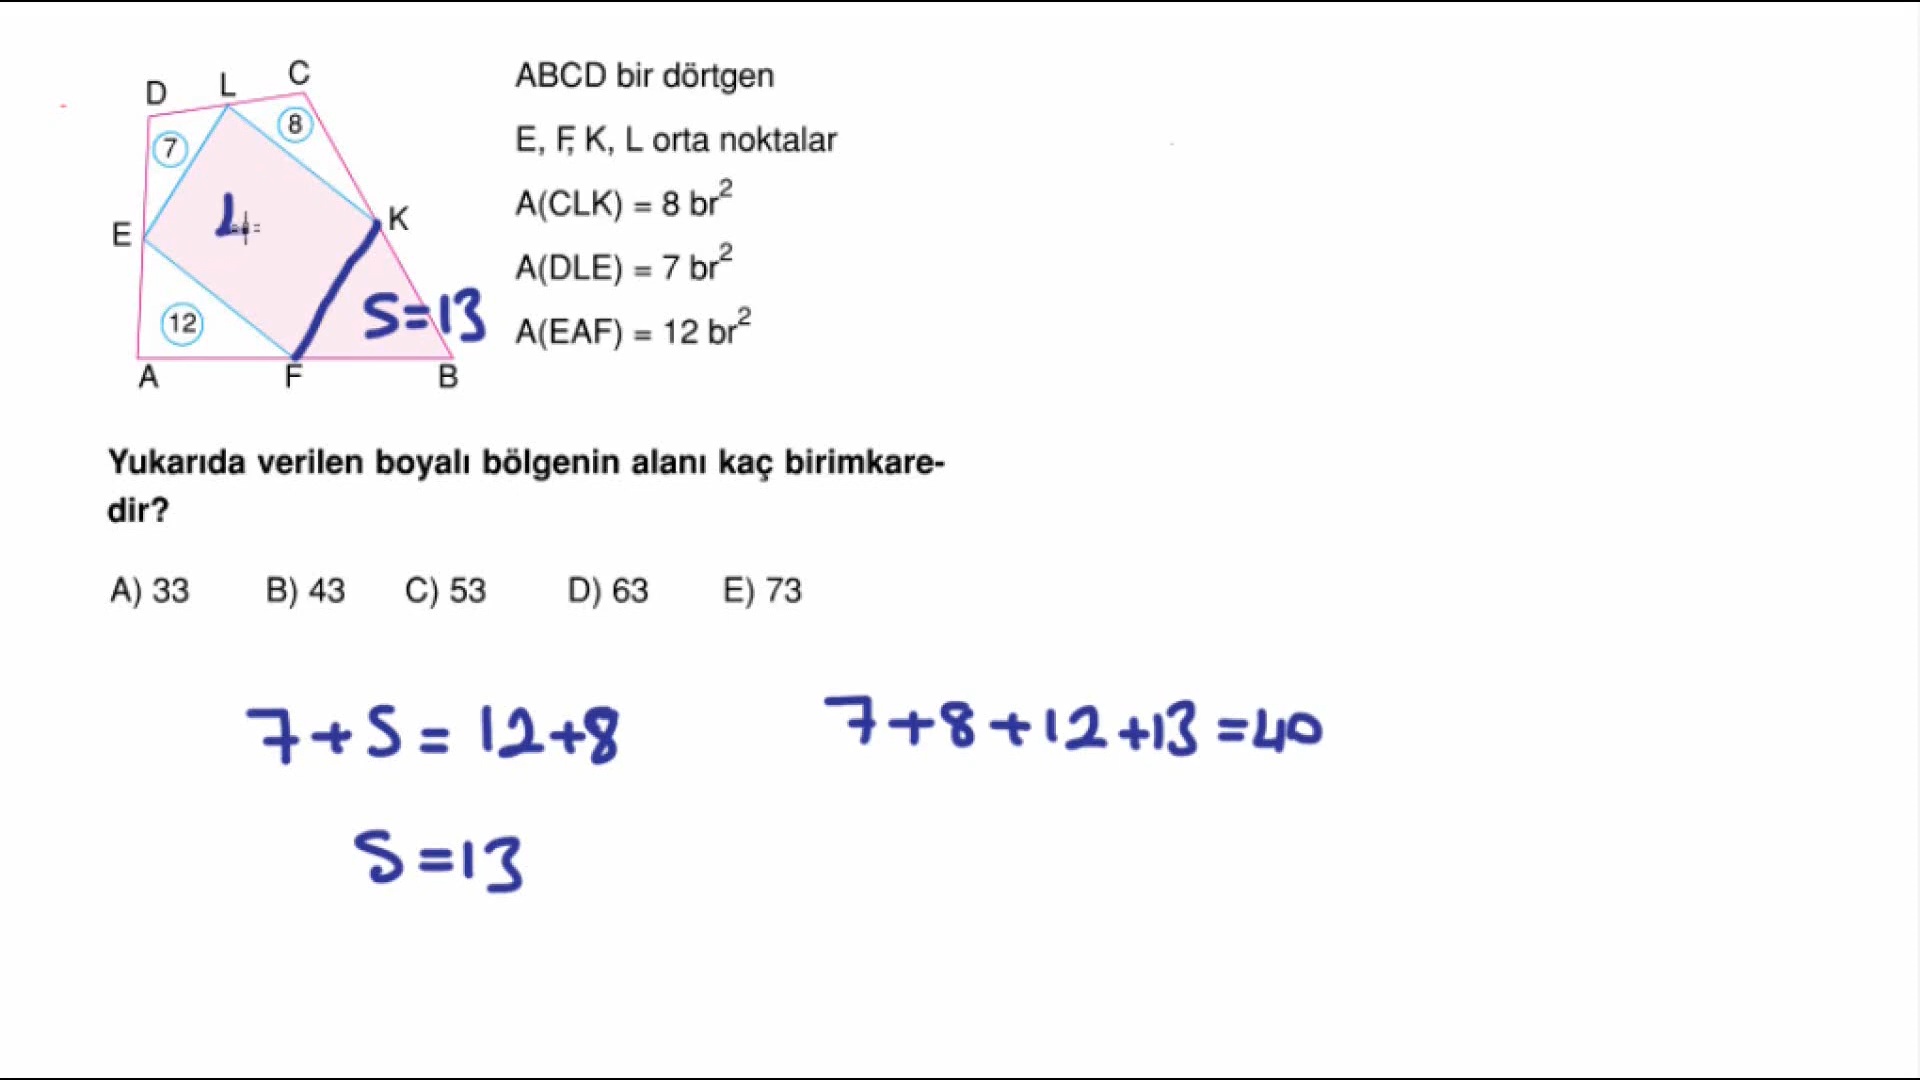 D L C
7 8
E 4 K
12 S=13
A F B
ABCD bir dörtgen
E, F, K, L orta noktalar
A(CLK) = 8 br²
A(DLE) = 7 br²
A(EAF) = 12 br²
Yukarıda verilen boyalı bölgenin alanı kaç birimkare-
dir?
A) 33 B) 43 C) 53 D) 63 E) 73
7+S=12+8 7+8+12+13=40
S=13